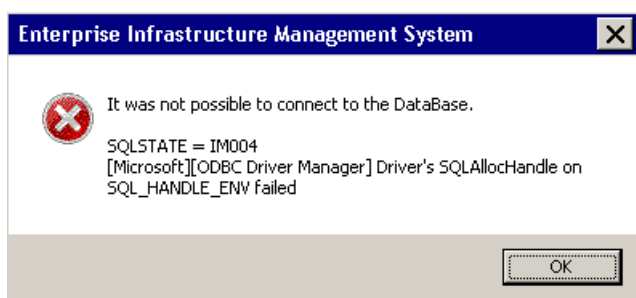 Enterprise Infrastructure Management System
It was not possible to connect to the DataBase.
SQLSTATE = IM004
[Microsoft][ODBC Driver Manager] Driver's SQLAllocHandle on
SQL_HANDLE_ENV failed
OK